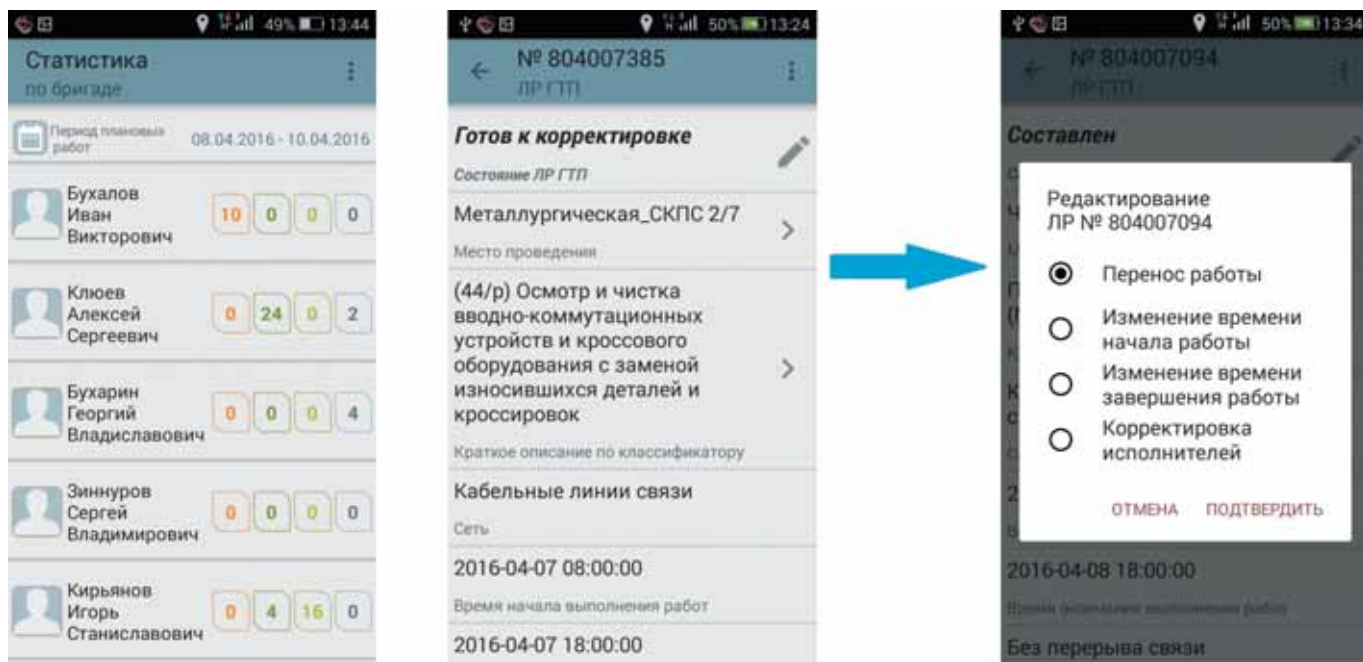 49% 13:44
Статистика
по бригаде
Период плановых
работ
08.04.2016 - 10.04.2016
Бухалов
Иван
Викторович
10 0 0 0
Клюев
Алексей
Сергеевич
0 24 0 2
Бухарин
Георгий
Владиславович
0 0 0 4
Зиннуров
Сергей
Владимирович
0 0 0 0
Кирьянов
Игорь
Станиславович
0 4 16 0
50% 13:24
№ 804007385
ЛР ГТП
Готов к корректировке
Состояние ЛР ГТП
Металлургическая_СКПС 2/7
Место проведения
(44/р) Осмотр и чистка
вводно-коммутационных
устройств и кроссового
оборудования с заменой
износившихся деталей и
кроссировок
Краткое описание по классификатору
Кабельные линии связи
Сеть
2016-04-07 08:00:00
Время начала выполнения работ
2016-04-07 18:00:00
50% 13:34
№ 804007094
ЛР ГТП
Составлен
Редактирование
ЛР № 804007094
Перенос работы
Изменение времени
начала работы
Изменение времени
завершения работы
Корректировка
исполнителей
ОТМЕНА ПОДТВЕРДИТЬ
2016-04-08 18:00:00
Время окончания выполнения работ
Без перерыва связи